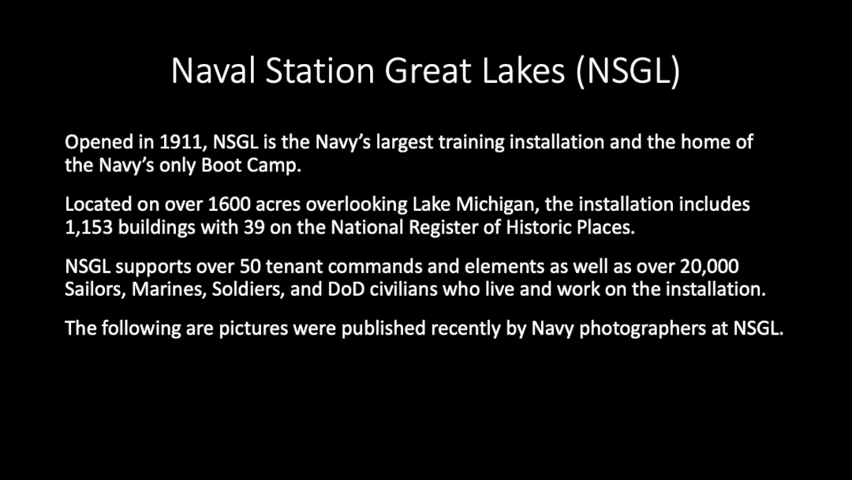 Naval Station Great Lakes (NSGL)
Opened in 1911, NSGL is the Navy’s largest training installation and the home of
the Navy’s only Boot Camp.
Located on over 1600 acres overlooking Lake Michigan, the installation includes
1,153 buildings with 39 on the National Register of Historic Places.
NSGL supports over 50 tenant commands and elements as well as over 20,000
Sailors, Marines, Soldiers, and DoD civilians who live and work on the installation.
The following are pictures were published recently by Navy photographers at NSGL.